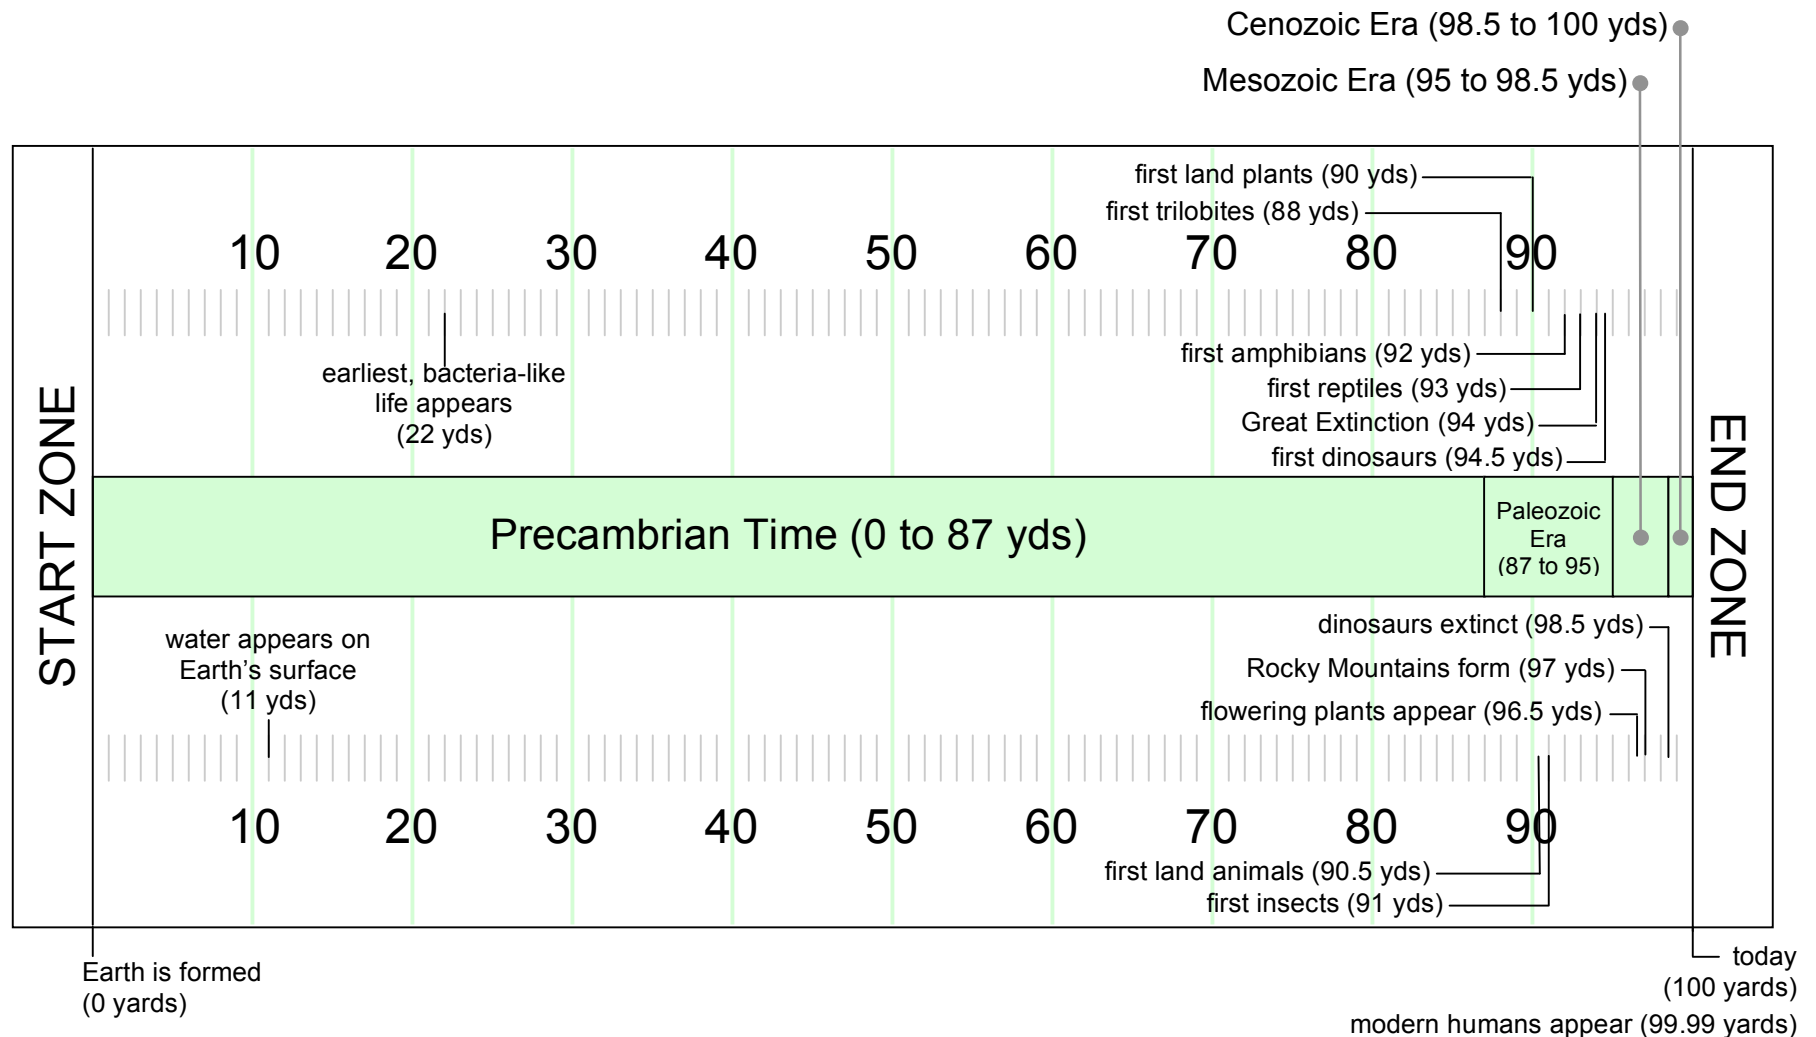 Cenozoic Era (98.5 to 100 yds)
Mesozoic Era (95 to 98.5 yds)
first land plants (90 yds)
first trilobites (88 yds)
10 20 30 40 50 60 70 80 90
first amphibians (92 yds)
earliest, bacteria-like
life appears
(22 yds)
first reptiles (93 yds)
Great Extinction (94 yds)
first dinosaurs (94.5 yds)
START ZONE
Precambrian Time (0 to 87 yds)
Paleozoic
Era
(87 to 95)
END ZONE
water appears on
Earth’s surface
(11 yds)
dinosaurs extinct (98.5 yds)
Rocky Mountains form (97 yds)
flowering plants appear (96.5 yds)
10 20 30 40 50 60 70 80 90
first land animals (90.5 yds)
first insects (91 yds)
Earth is formed
(0 yards)
today
(100 yards)
modern humans appear (99.99 yards)